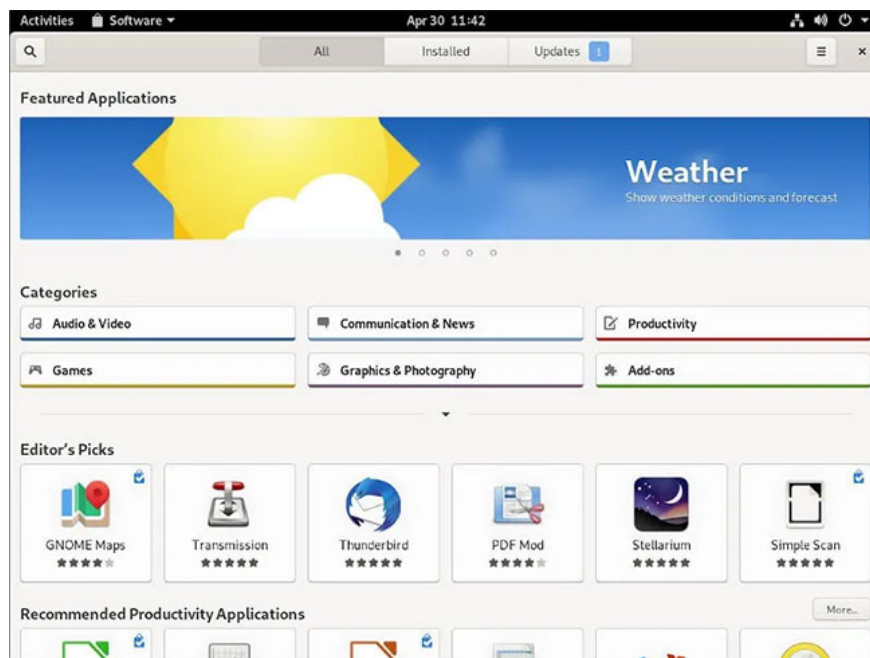 Activities Software Apr 30 11:42
All Installed Updates 1
Featured Applications
Weather
Show weather conditions and forecast
Categories
Audio & Video Communication & News Productivity
Games Graphics & Photography Add-ons
Editor's Picks
GNOME Maps Transmission Thunderbird PDF Mod Stellarium Simple Scan
Recommended Productivity Applications More...